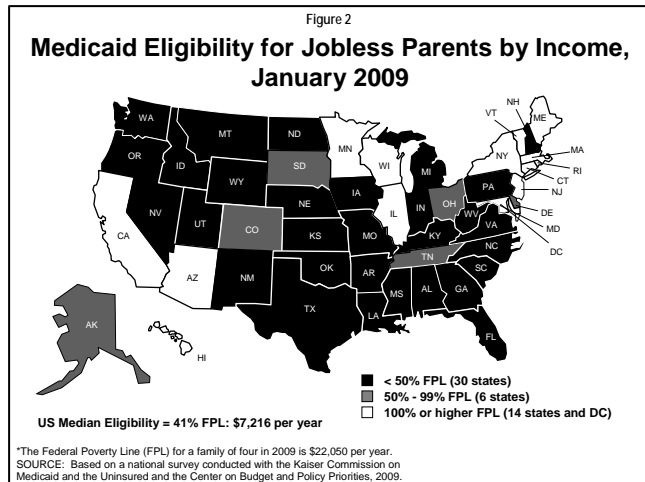 Figure 2
Medicaid Eligibility for Jobless Parents by Income,
January 2009
NH
VT
ME
WA
MT
ND
MN
MA
OR
ID
SD
WI
NY
RI
WY
MI
CT
IA
PA
NJ
NE
NV
UT
IL
IN
OH
DE
CO
WV
MD
CA
KS
MO
KY
VA
DC
NC
TN
OK
AZ
NM
AR
SC
MS
AL
GA
TX
LA
AK
FL
HI
< 50% FPL (30 states)
50% - 99% FPL (6 states)
US Median Eligibility = 41% FPL: $7,216 per year
100% or higher FPL (14 states and DC)
*The Federal Poverty Line (FPL) for a family of four in 2009 is $22,050 per year.
SOURCE: Based on a national survey conducted with the Kaiser Commission on
Medicaid and the Uninsured and the Center on Budget and Policy Priorities, 2009.